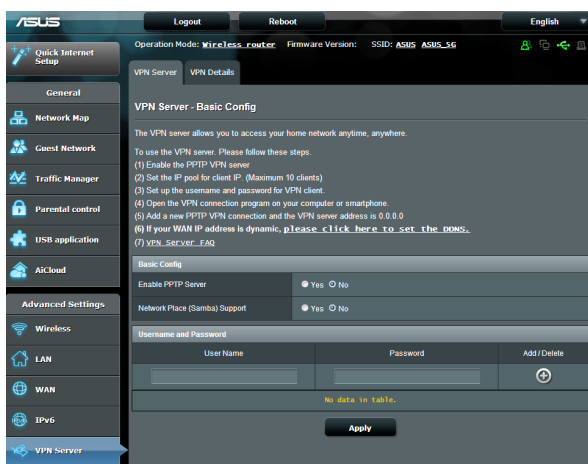 ASUS
Logout
Reboot
English
Quick Internet Setup
Operation Mode: Wireless router Firmware Version: SSID: ASUS ASUS_5G
VPN Server
VPN Details
General
Network Map
Guest Network
Traffic Manager
Parental control
USB application
AiCloud
Advanced Settings
Wireless
LAN
WAN
IPv6
VPN Server
VPN Server - Basic Config
The VPN server allows you to access your home network anytime, anywhere.
To use the VPN server. Please follow these steps.
(1) Enable the PPTP VPN server
(2) Set the IP pool for client IP. (Maximum 10 clients)
(3) Set up the username and password for VPN client.
(4) Open the VPN connection program on your computer or smartphone.
(5) Add a new PPTP VPN connection and the VPN server address is 0.0.0.0
(6) If your WAN IP address is dynamic, please click here to set the DDNS.
(7) VPN Server FAQ
Basic Config
Enable PPTP Server Yes No
Network Place (Samba) Support Yes No
Username and Password
User Name Password Add / Delete
No data in table.
Apply